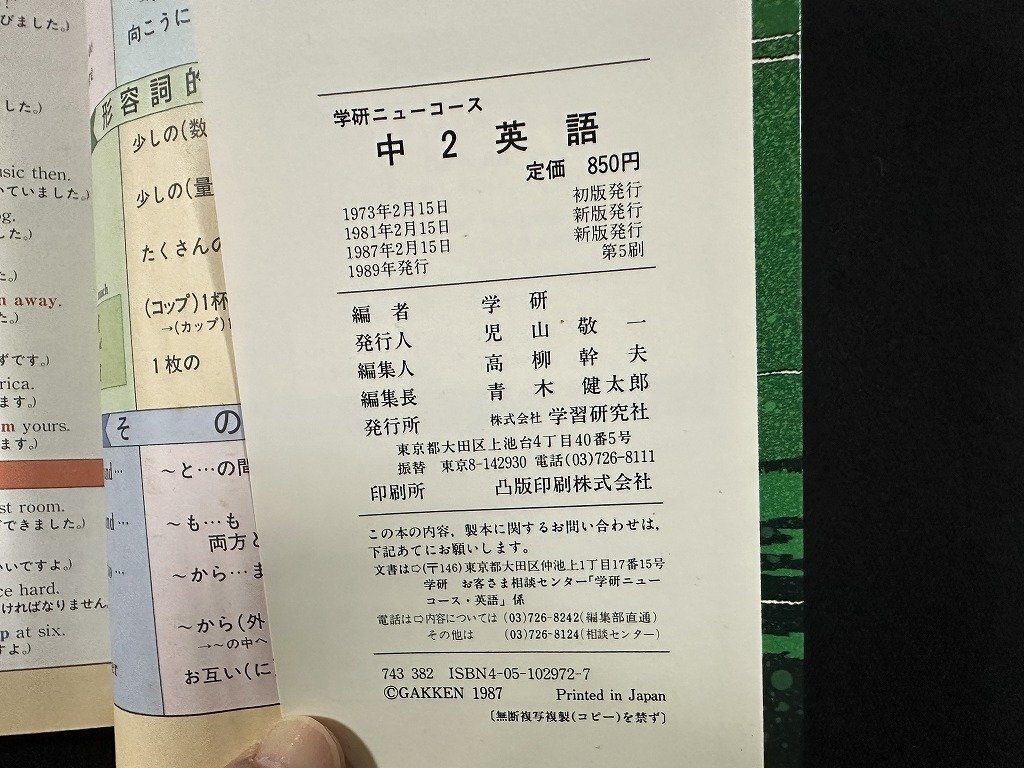 びました。)
した。)
usic then.
いていました。)
og.
した。)
た。)
n away.
た。)
ずです。)
rica.
ます。)
m yours.
ます。)
st room.
できました。)
いですよ。)
ce hard.
ければなりません。
p at six.
すよ。)
向こうに
形容詞的
少しの(数
少しの(量
たくさんの
(コップ)1杯
→(カップ)
1枚の
その
〜と…の間
〜も…も
両方と
〜から…ま
〜から(外
→〜の中へ
お互い(に
学研ニューコース
中2英語
定価 850円
1973年2月15日 初版発行
1981年2月15日 新版発行
1987年2月15日 新版発行
1989年発行 第5刷
編者 学研
発行人 児山敬一
編集人 高柳幹夫
編集長 青木健太郎
発行所 株式会社 学習研究社
東京都大田区上池台4丁目40番5号
振替 東京8-142930 電話(03)726-8111
印刷所 凸版印刷株式会社
この本の内容,製本に関するお問い合わせは,
下記あてにお願いします。
文書は⇨(〒146)東京都大田区仲池上1丁目17番15号
学研 お客さま相談センター「学研ニュー
コース・英語」係
電話は⇨内容については (03)726-8242(編集部直通)
その他は (03)726-8124(相談センター)
743 382 ISBN4-05-102972-7
©GAKKEN 1987 Printed in Japan
〔無断複写複製(コピー)を禁ず〕